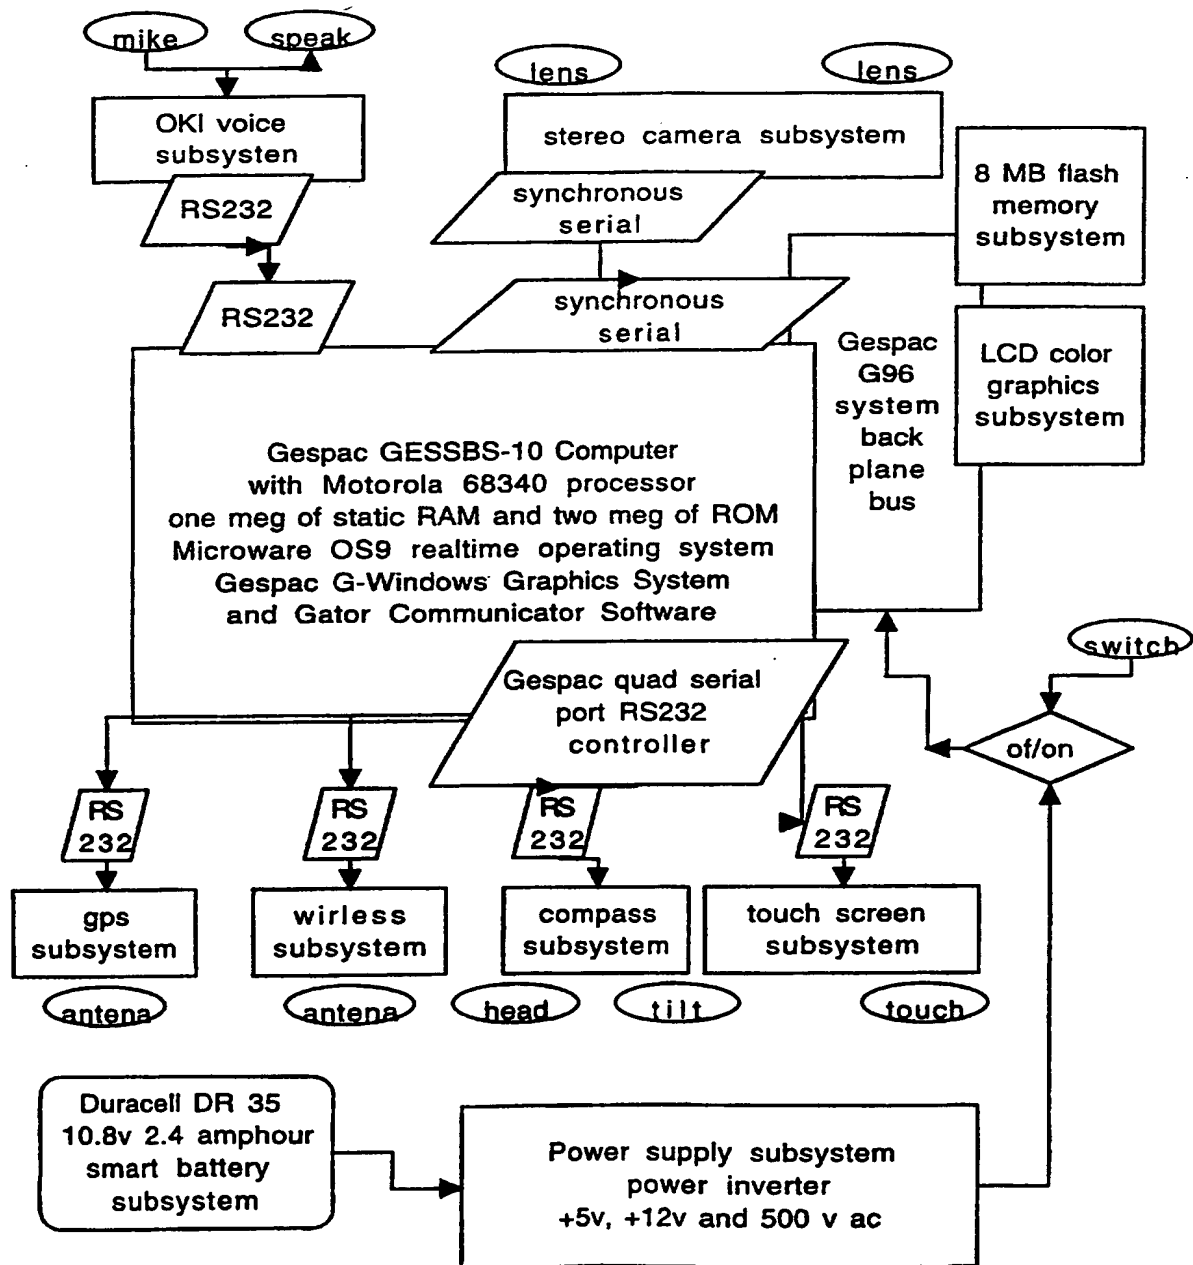 mike
speak
lens
lens
OKI voice
subsysten
stereo camera subsystem
8 MB flash
memory
subsystem
RS232
synchronous
serial
RS232
synchronous
serial
Gespac
G96
system
back
plane
bus
LCD color
graphics
subsystem
Gespac GESSBS-10 Computer
with Motorola 68340 processor
one meg of static RAM and two meg of ROM
Microware OS9 realtime operating system
Gespac G-Windows Graphics System
and Gator Communicator Software
switch
Gespac quad serial
port RS232
controller
of/on
RS
232
RS
232
RS
232
RS
232
gps
subsystem
wirless
subsystem
compass
subsystem
touch screen
subsystem
antena
antena
head
tilt
touch
Duracell DR 35
10.8v 2.4 amphour
smart battery
subsystem
Power supply subsystem
power inverter
+5v, +12v and 500 v ac